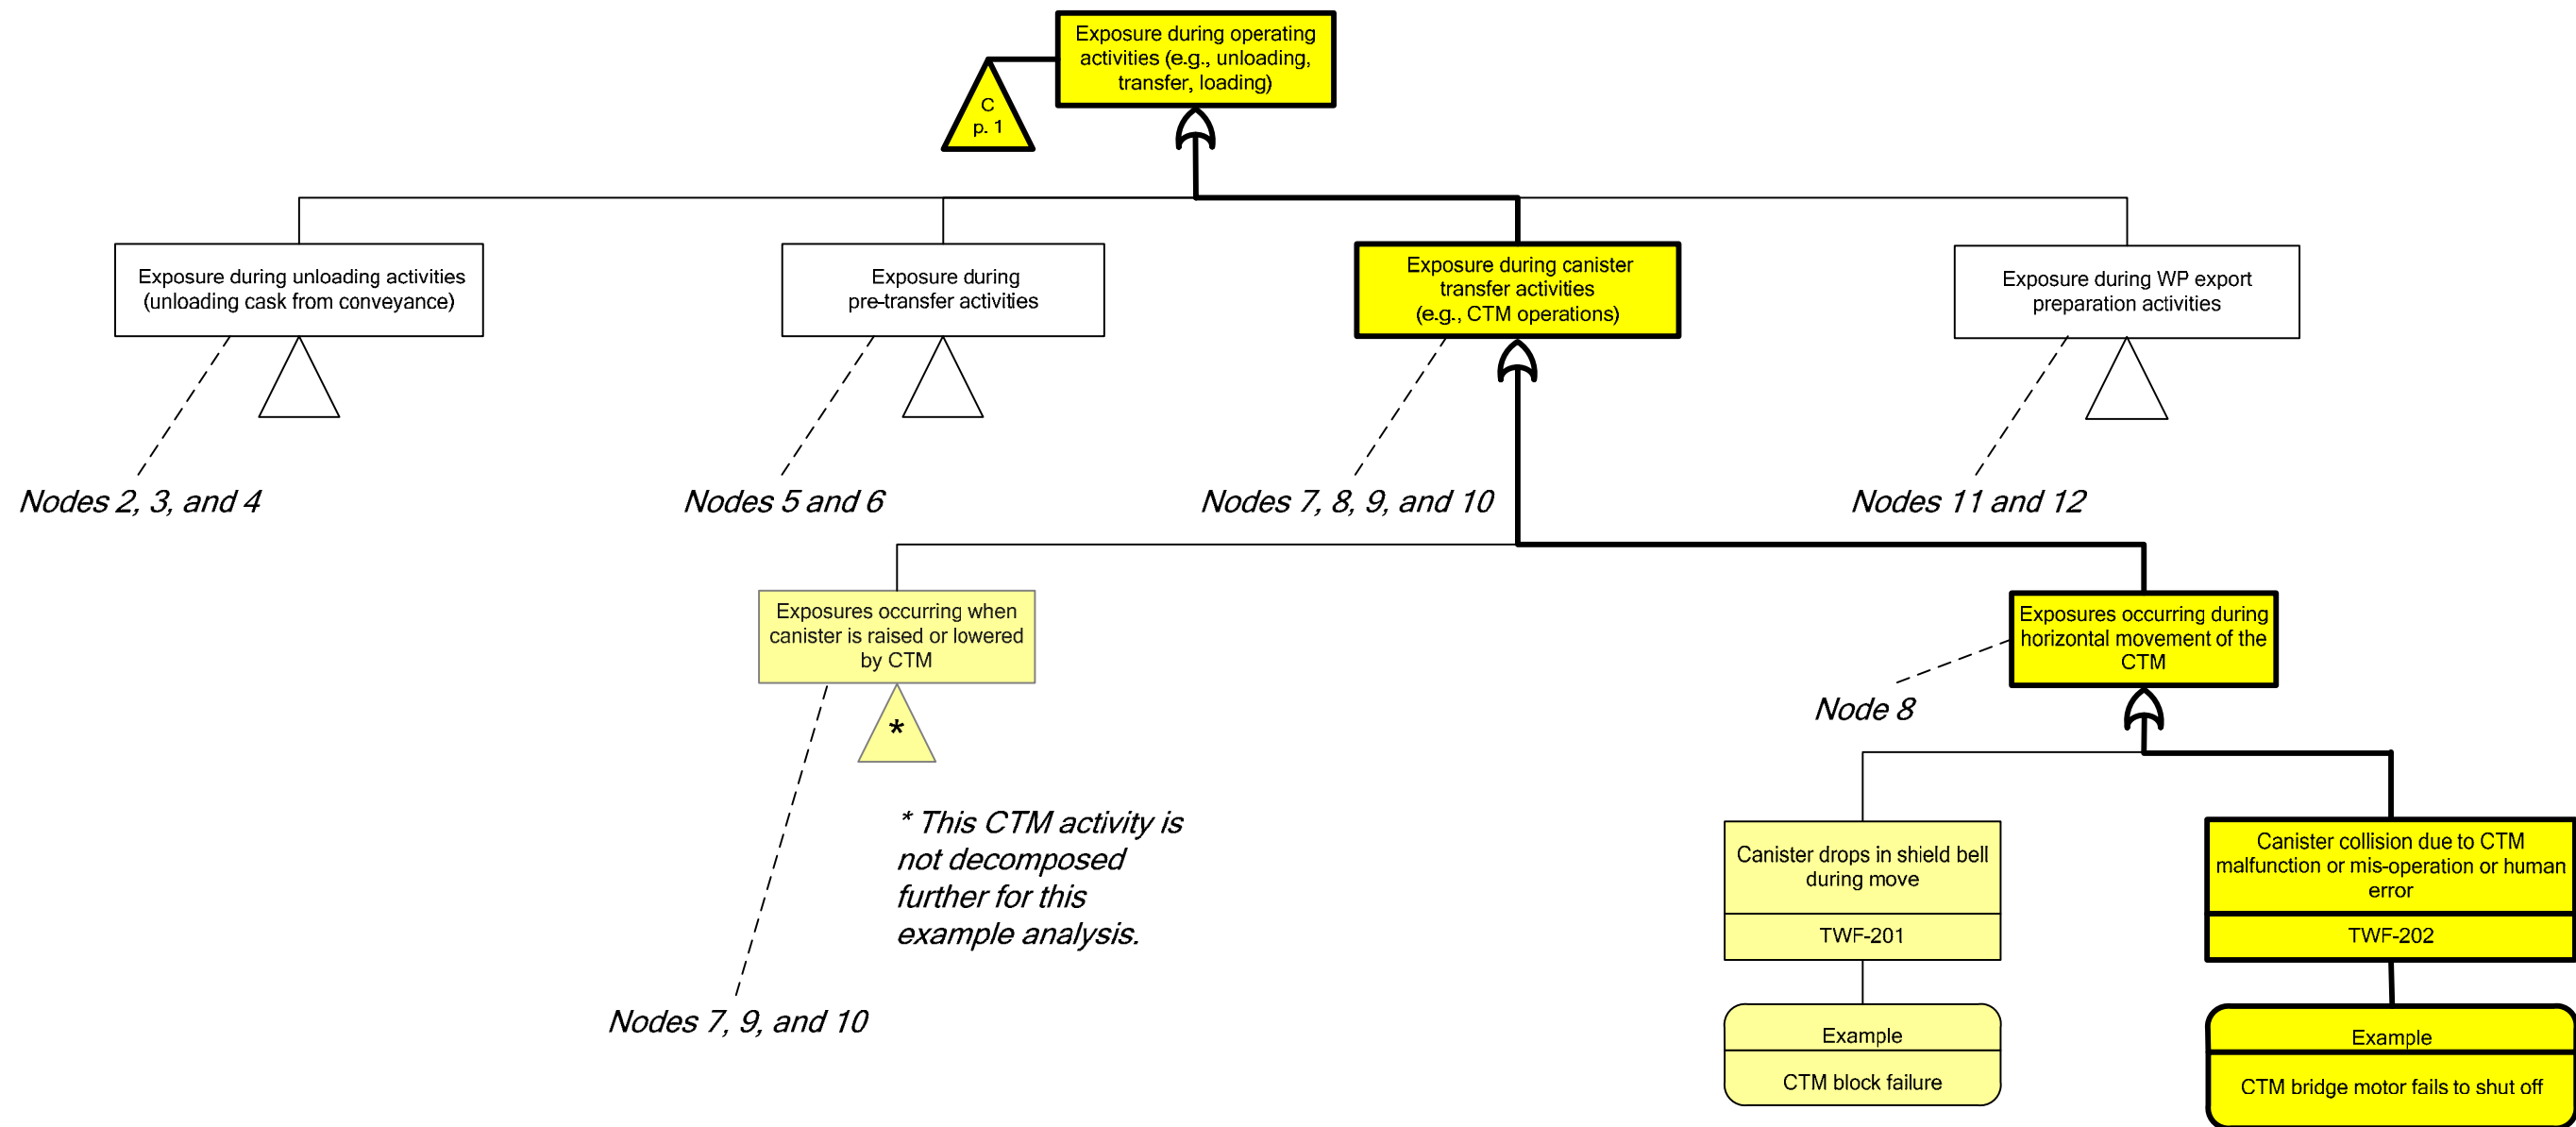 Exposure during operating
activities (e.g., unloading,
transfer, loading)
C
p. 1
Exposure during unloading activities
(unloading cask from conveyance)
Exposure during
pre-transfer activities
Exposure during canister
transfer activities
(e.g., CTM operations)
Exposure during WP export
preparation activities
Nodes 2, 3, and 4
Nodes 5 and 6
Nodes 7, 8, 9, and 10
Nodes 11 and 12
Exposures occurring when
canister is raised or lowered
by CTM
*
Exposures occurring during
horizontal movement of the
CTM
Node 8
* This CTM activity is
not decomposed
further for this
example analysis.
Nodes 7, 9, and 10
Canister drops in shield bell
during move
TWF-201
Example
CTM block failure
Canister collision due to CTM
malfunction or mis-operation or human
error
TWF-202
Example
CTM bridge motor fails to shut off